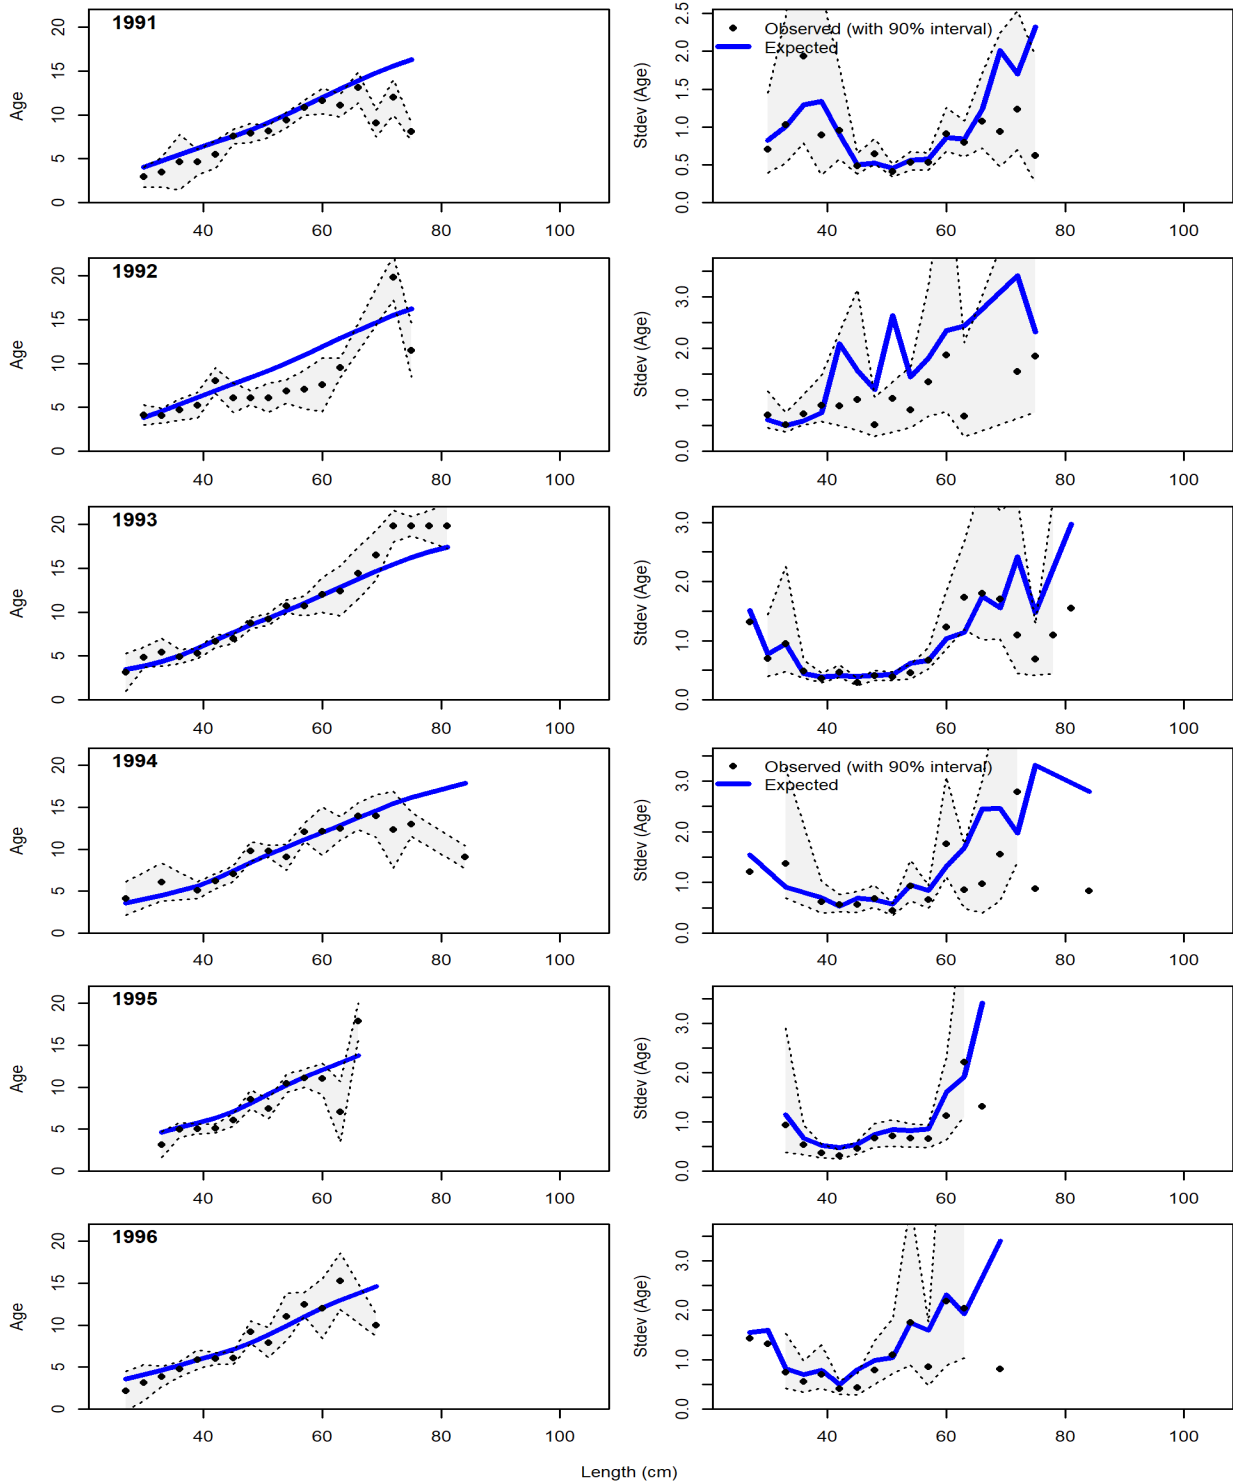 1991
Age
0 5 10 15 20
40 60 80 100
Observed (with 90% interval)
Expected
Stdev (Age)
0.0 0.5 1.0 1.5 2.0 2.5
40 60 80 100
1992
Age
0 5 10 15 20
40 60 80 100
Stdev (Age)
0.0 1.0 2.0 3.0
40 60 80 100
1993
Age
0 5 10 15 20
40 60 80 100
Stdev (Age)
0.0 1.0 2.0 3.0
40 60 80 100
1994
Age
0 5 10 15 20
40 60 80 100
Observed (with 90% interval)
Expected
Stdev (Age)
0.0 1.0 2.0 3.0
40 60 80 100
1995
Age
0 5 10 15 20
40 60 80 100
Stdev (Age)
0.0 1.0 2.0 3.0
40 60 80 100
1996
Age
0 5 10 15 20
40 60 80 100
Stdev (Age)
0.0 1.0 2.0 3.0
40 60 80 100
Length (cm)